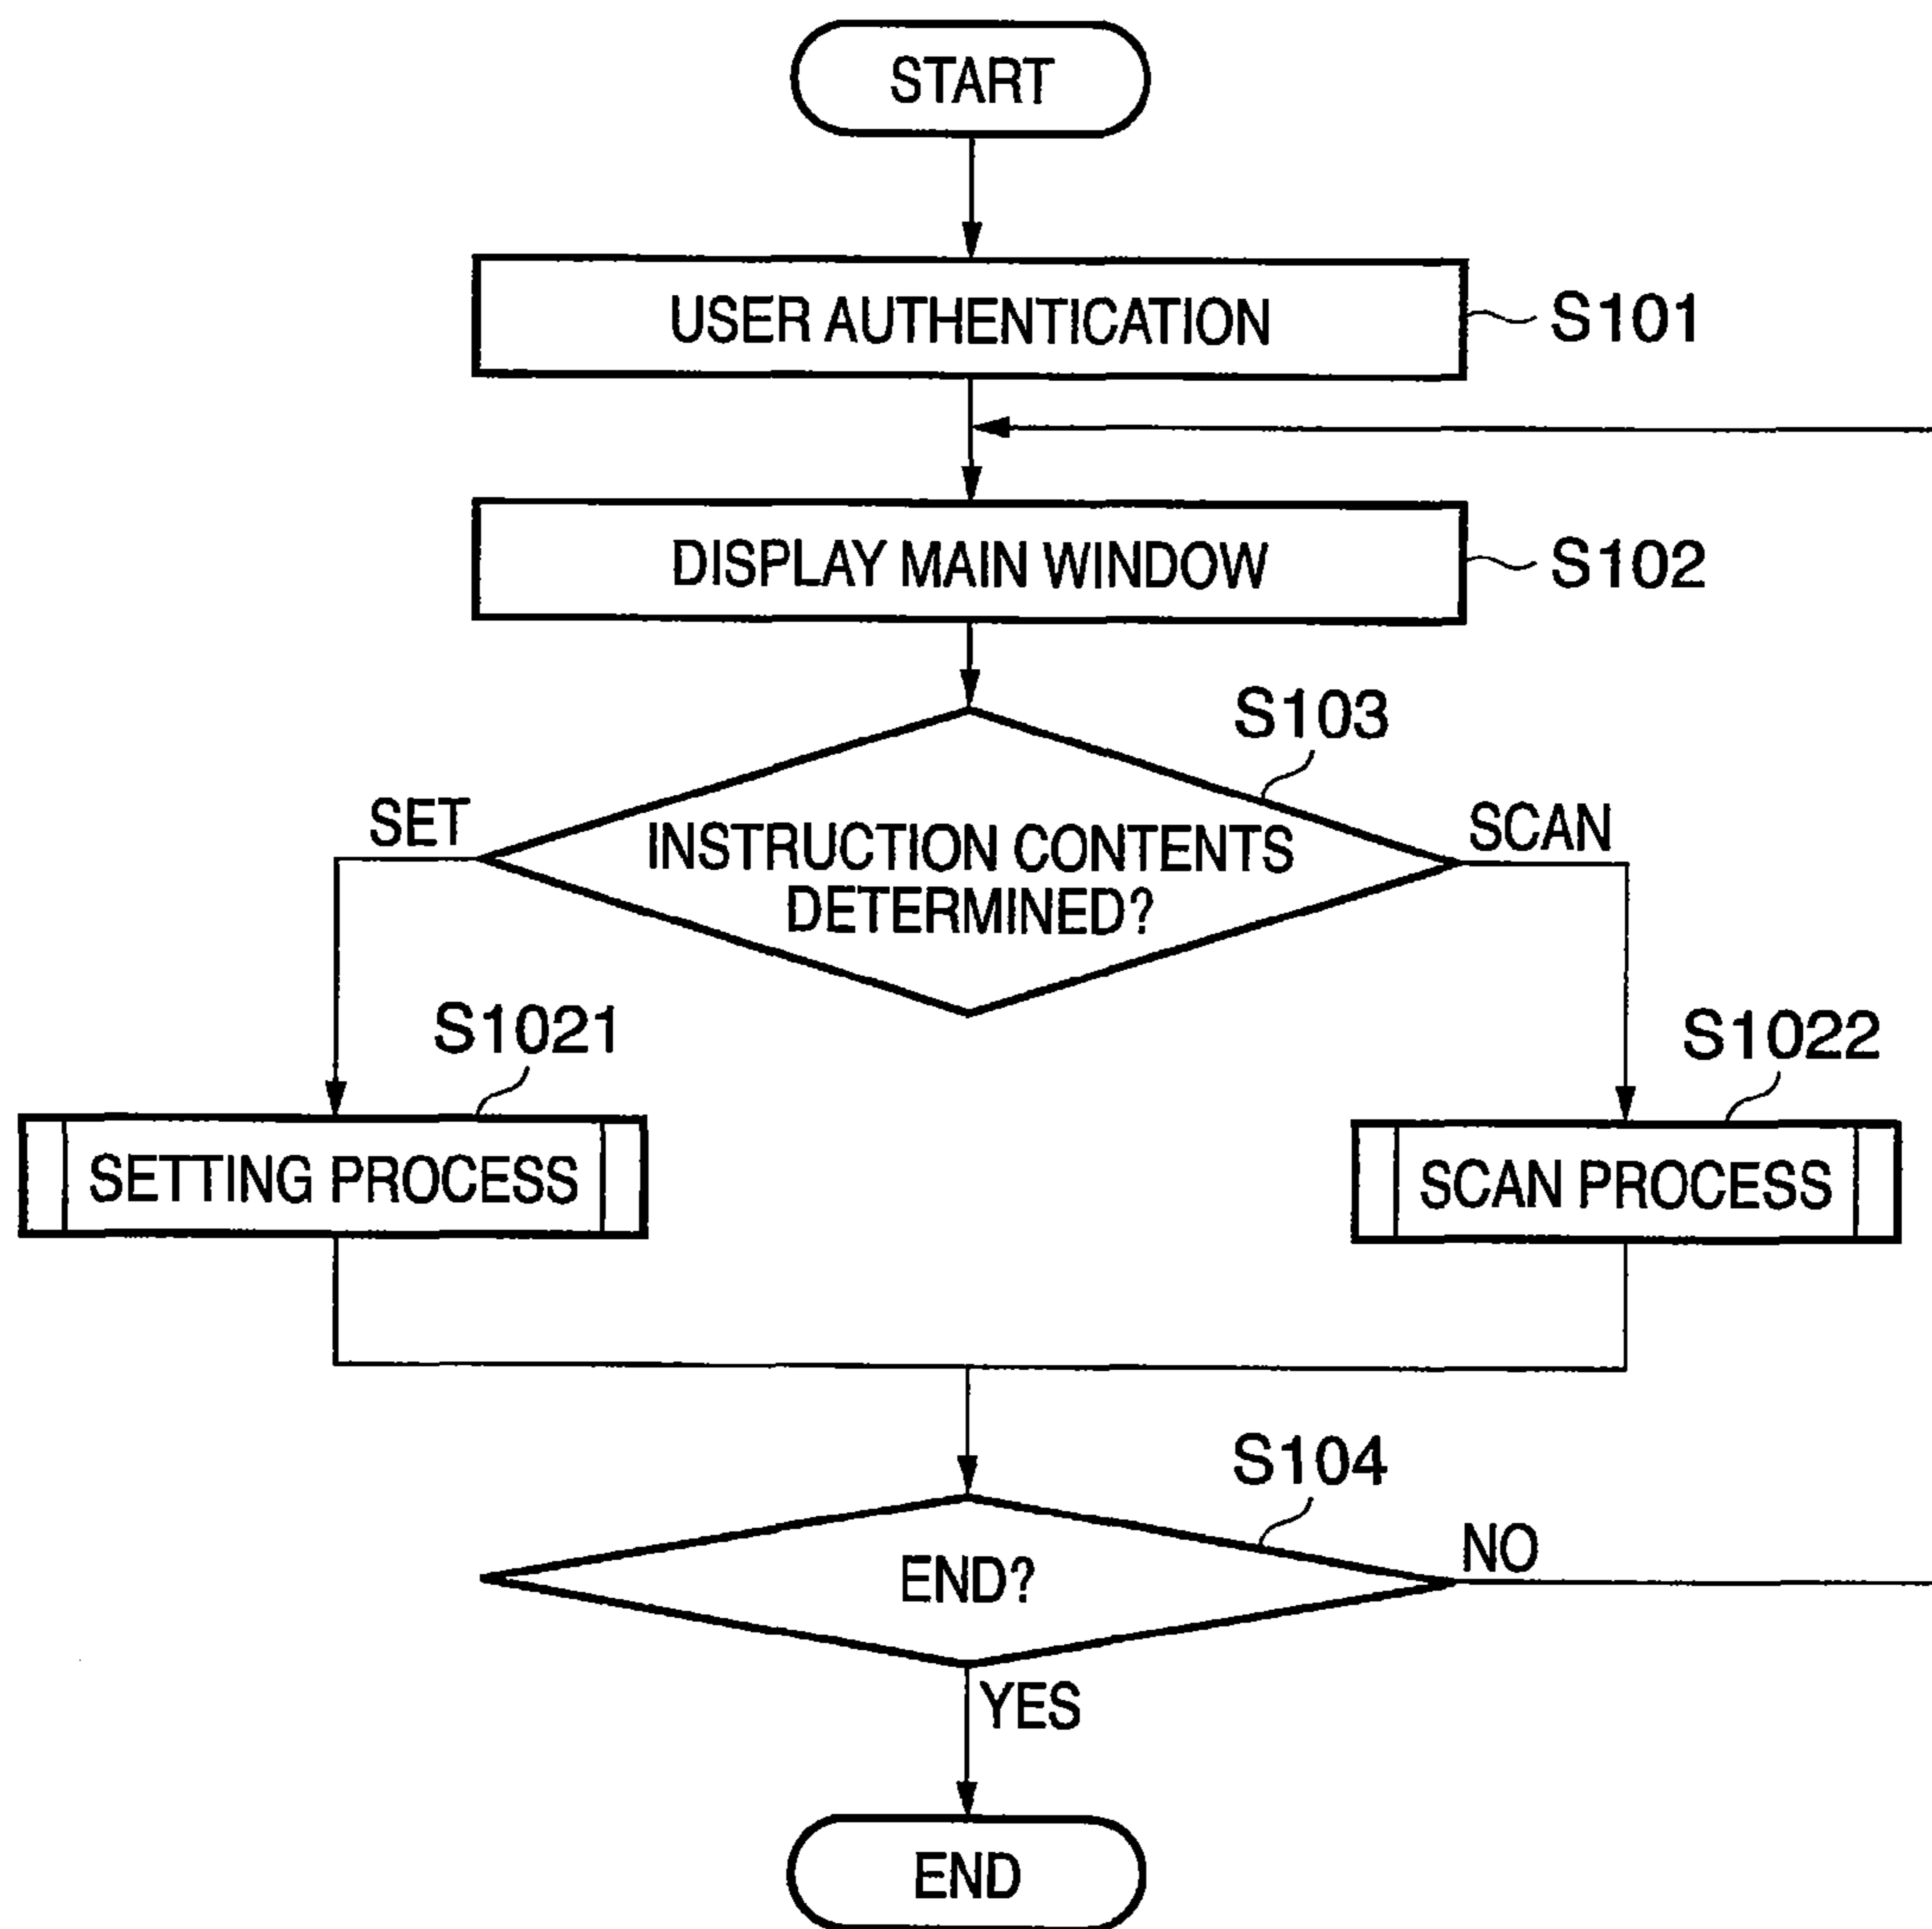 START
USER AUTHENTICATION
S101
DISPLAY MAIN WINDOW
S102
S103
SET
INSTRUCTION CONTENTS
DETERMINED?
SCAN
S1021
S1022
SETTING PROCESS
SCAN PROCESS
S104
END?
NO
YES
END